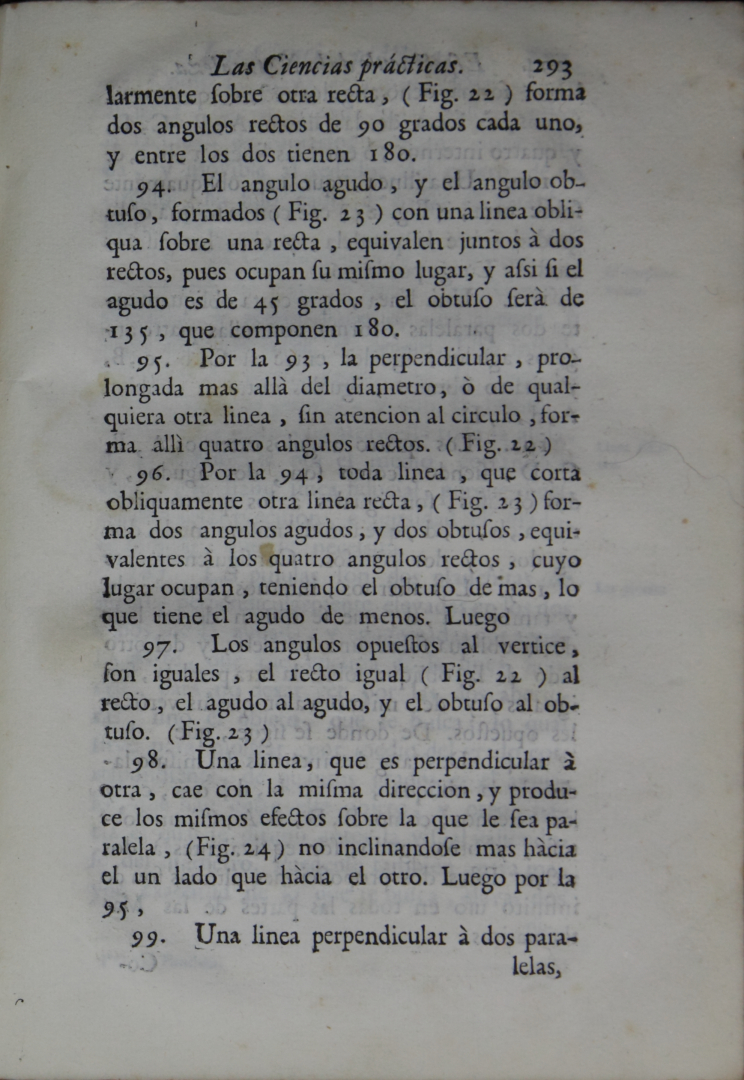 Las Ciencias prácticas. 293
larmente ſobre otra recta, ( Fig. 22 ) forma
dos angulos rectos de 90 grados cada uno,
y entre los dos tienen 180.
94. El angulo agudo, y el angulo ob-
tuſo, formados ( Fig. 23 ) con una linea obli-
qua ſobre una recta, equivalen juntos à dos
rectos, pues ocupan ſu miſmo lugar, y aſsi ſi el
agudo es de 45 grados, el obtuſo ſerà de
135, que componen 180.
95. Por la 93, la perpendicular, pro-
longada mas allà del diametro, ò de qual-
quiera otra linea, ſin atencion al circulo, for-
ma allì quatro angulos rectos. ( Fig. 22 )
96. Por la 94, toda linea, que corta
obliquamente otra linea recta, ( Fig. 23 ) for-
ma dos angulos agudos, y dos obtuſos, equi-
valentes à los quatro angulos rectos, cuyo
lugar ocupan, teniendo el obtuſo de mas, lo
que tiene el agudo de menos. Luego
97. Los angulos opueſtos al vertice,
ſon iguales, el recto igual ( Fig. 22 ) al
recto, el agudo al agudo, y el obtuſo al ob-
tuſo. ( Fig. 23 )
98. Una linea, que es perpendicular à
otra, cae con la miſma direccion, y produ-
ce los miſmos efectos ſobre la que le ſea pa-
ralela, (Fig. 24) no inclinandoſe mas hàcia
el un lado que hàcia el otro. Luego por la
95,
99. Una linea perpendicular à dos para-
lelas,